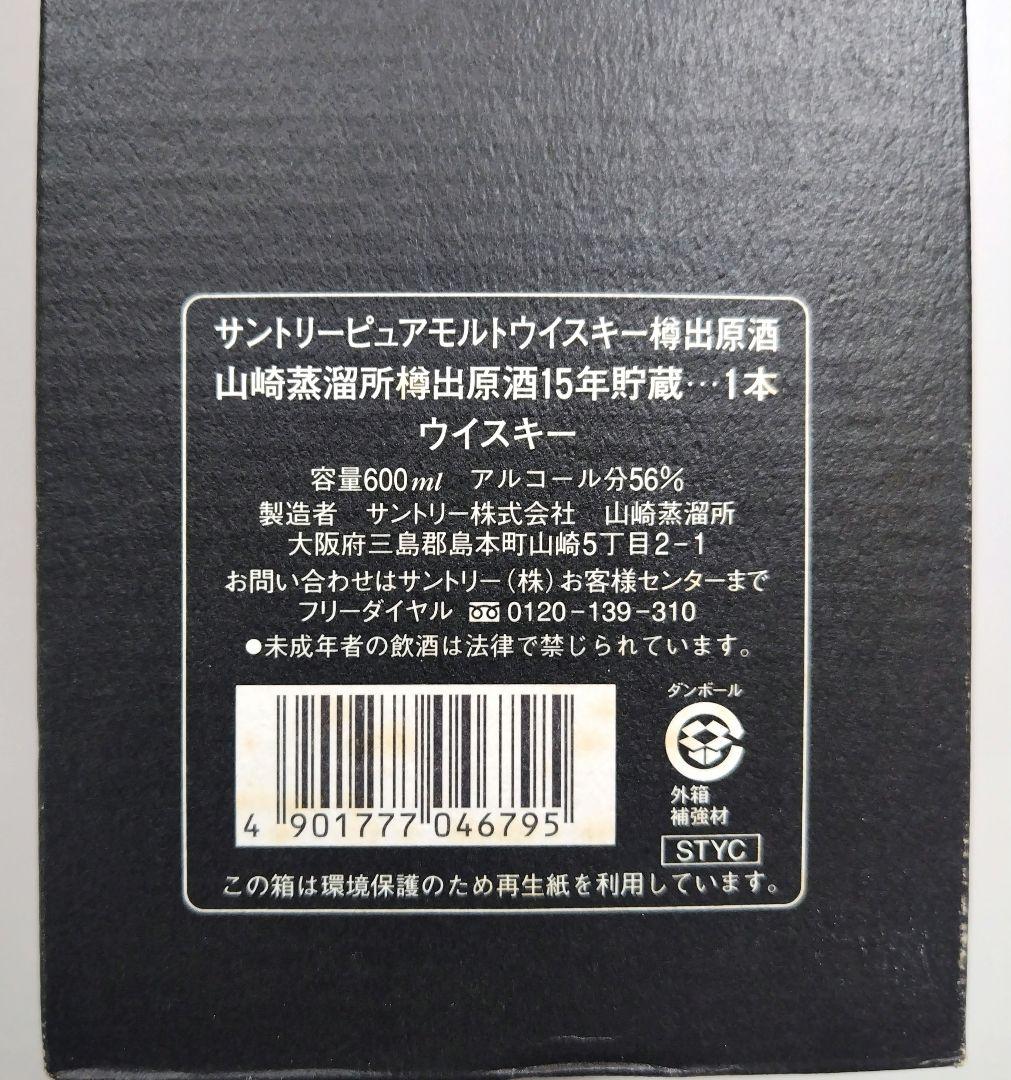 サントリーピュアモルトウイスキー樽出原酒
山崎蒸溜所樽出原酒15年貯蔵…1本
ウイスキー
容量600ml アルコール分56%
製造者 サントリー株式会社 山崎蒸溜所
大阪府三島郡島本町山崎5丁目2-1
お問い合わせはサントリー(株)お客様センターまで
フリーダイヤル 0120-139-310
●未成年者の飲酒は法律で禁じられています。
4 901777 046795
ダンボール
外箱
補強材
STYC
この箱は環境保護のため再生紙を利用しています。